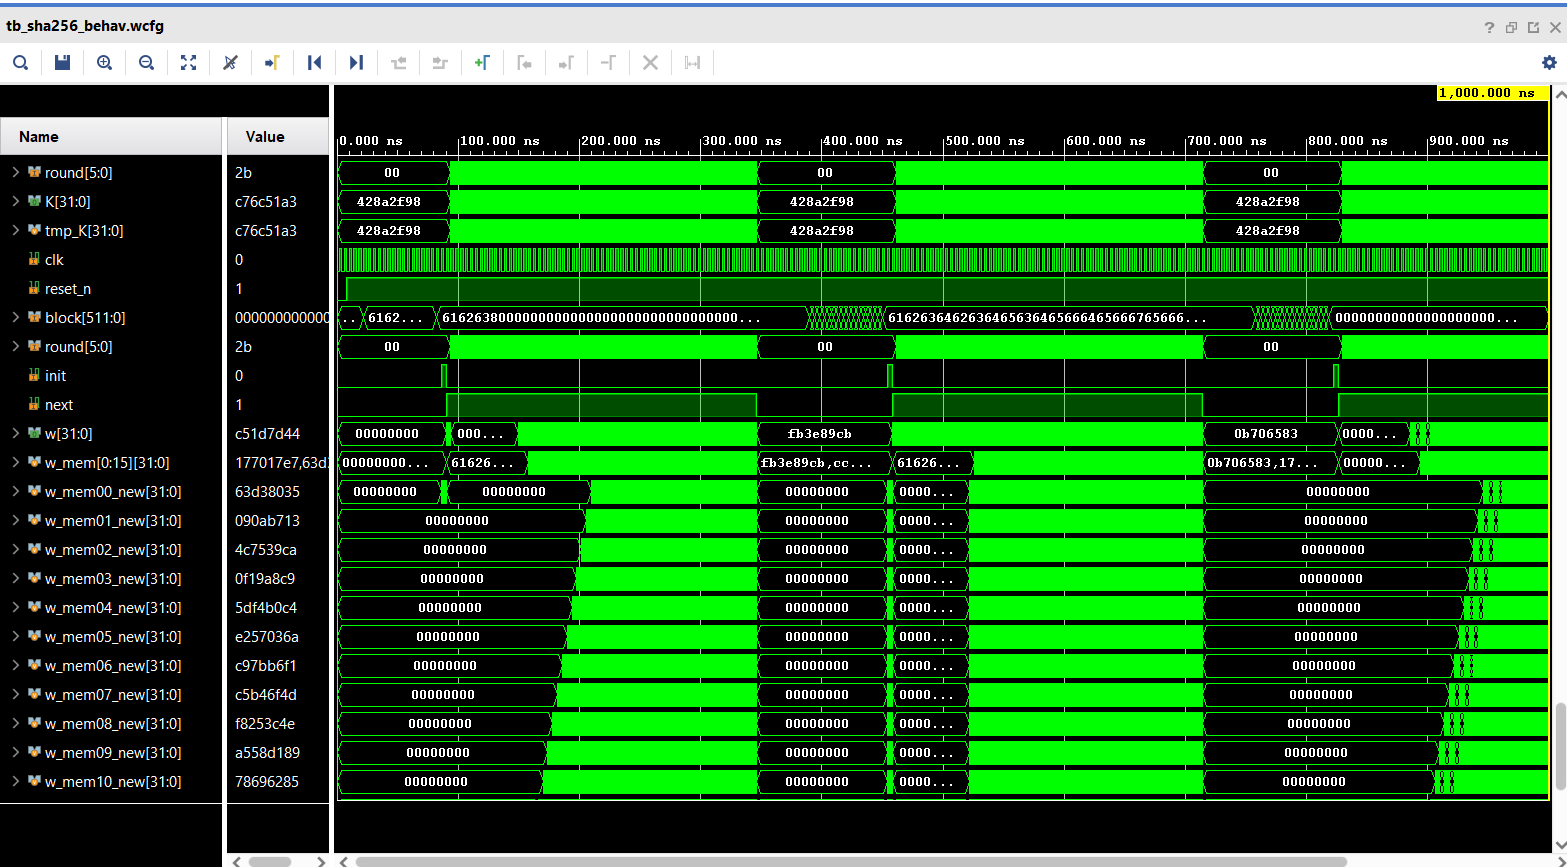 tb_sha256_behav.wcfg
1,000.000 ns
Name Value
0.000 ns 100.000 ns 200.000 ns 300.000 ns 400.000 ns 500.000 ns 600.000 ns 700.000 ns 800.000 ns 900.000 ns
round[5:0] 2b 00 00 00
K[31:0] c76c51a3 428a2f98 428a2f98 428a2f98
tmp_K[31:0] c76c51a3 428a2f98 428a2f98 428a2f98
clk 0
reset_n 1
block[511:0] 000000000000 ... 6162... 61626380000000000000000000000000000000... 61626364626364656364656664656667656566... 00000000000000000000...
round[5:0] 2b 00 00 00
init 0
next 1
w[31:0] c51d7d44 00000000 000... fb3e89cb 0b706583 0000...
w_mem[0:15][31:0] 177017e7,63d3 00000000... 61626... fb3e89cb,cc... 61626... 0b706583,17... 00000...
w_mem00_new[31:0] 63d38035 00000000 00000000 00000000 0000... 00000000
w_mem01_new[31:0] 090ab713 00000000 00000000 0000... 00000000
w_mem02_new[31:0] 4c7539ca 00000000 00000000 0000... 00000000
w_mem03_new[31:0] 0f19a8c9 00000000 00000000 0000... 00000000
w_mem04_new[31:0] 5df4b0c4 00000000 00000000 0000... 00000000
w_mem05_new[31:0] e257036a 00000000 00000000 0000... 00000000
w_mem06_new[31:0] c97bb6f1 00000000 00000000 0000... 00000000
w_mem07_new[31:0] c5b46f4d 00000000 00000000 0000... 00000000
w_mem08_new[31:0] f8253c4e 00000000 00000000 0000... 00000000
w_mem09_new[31:0] a558d189 00000000 00000000 0000... 00000000
w_mem10_new[31:0] 78696285 00000000 00000000 0000... 00000000